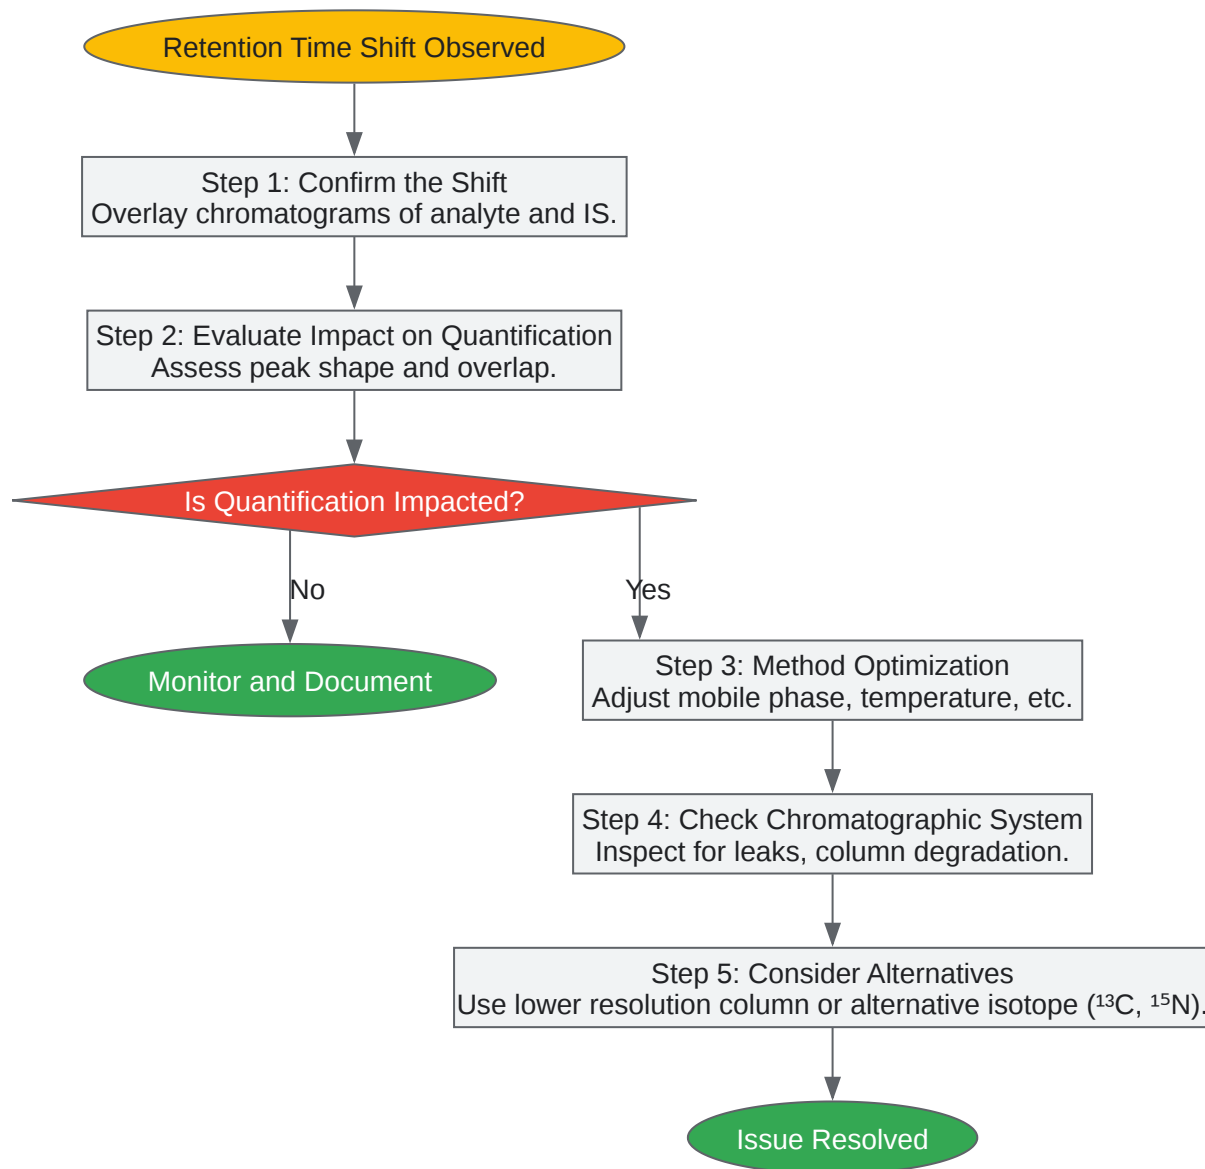 Retention Time Shift Observed
Step 1: Confirm the Shift
Overlay chromatograms of analyte and IS.
Step 2: Evaluate Impact on Quantification
Assess peak shape and overlap.
Is Quantification Impacted?
No
Yes
Monitor and Document
Step 3: Method Optimization
Adjust mobile phase, temperature, etc.
Step 4: Check Chromatographic System
Inspect for leaks, column degradation.
Step 5: Consider Alternatives
Use lower resolution column or alternative isotope (¹³C, ¹⁵N).
Issue Resolved